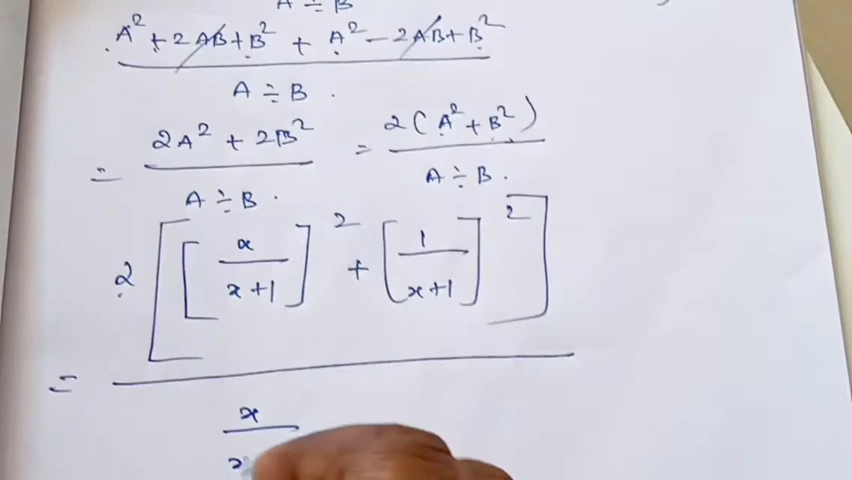 A ÷ B
A² + 2AB + B² + A² - 2AB + B²
A ÷ B .
2A² + 2B² = 2(A² + B²)
= A ÷ B . A ÷ B .
2 [ [ x / x+1 ]² + [ 1 / x+1 ]² ]
=
x